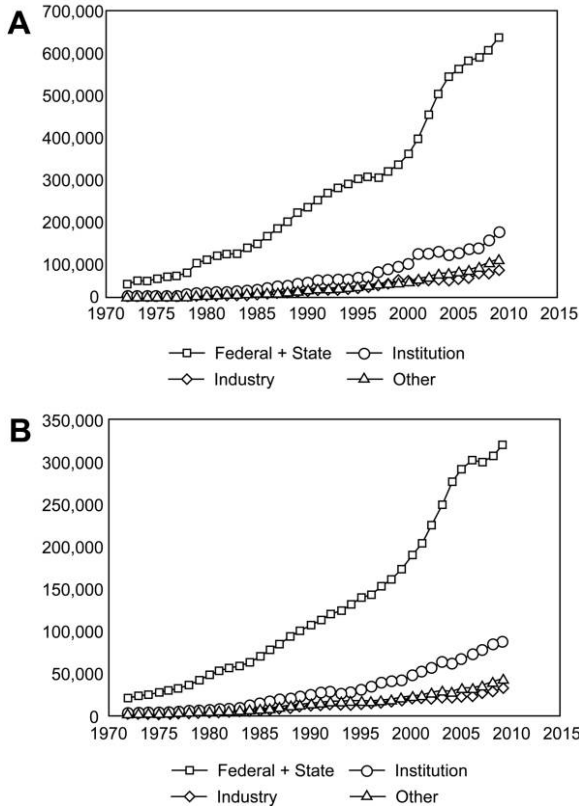 A
700,000
600,000
500,000
400,000
300,000
200,000
100,000
0
1970 1975 1980 1985 1990 1995 2000 2005 2010 2015
Federal + State Institution
Industry Other
B
350,000
300,000
250,000
200,000
150,000
100,000
50,000
0
1970 1975 1980 1985 1990 1995 2000 2005 2010 2015
Federal + State Institution
Industry Other